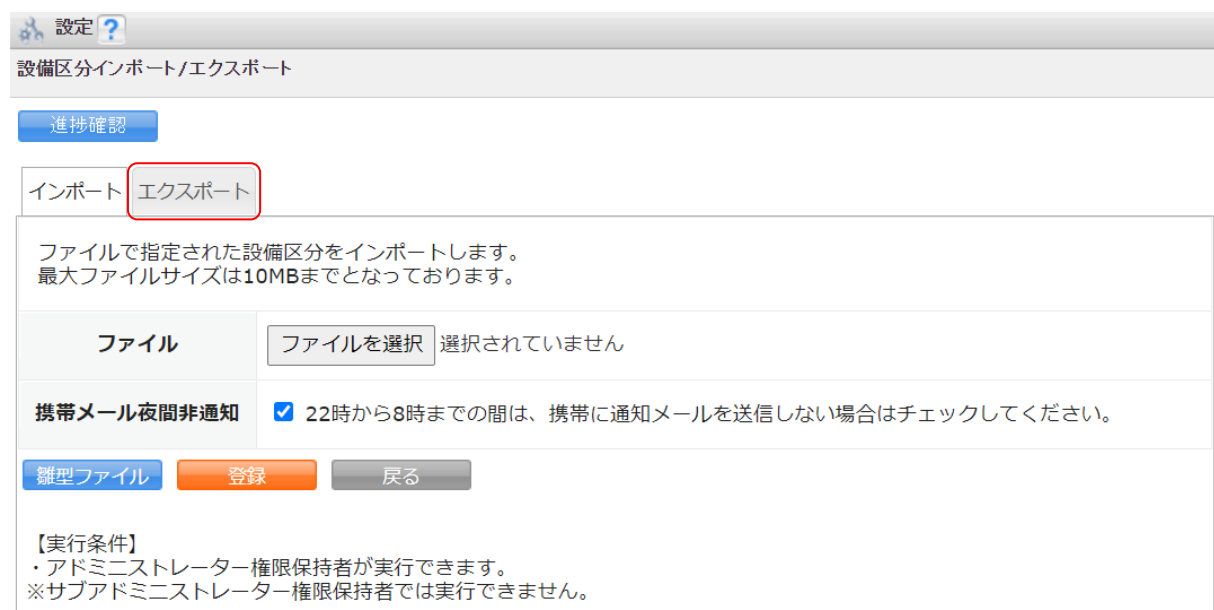 設定 ?
設備区分インポート/エクスポート
進捗確認
インポート エクスポート
ファイルで指定された設備区分をインポートします。
最大ファイルサイズは10MBまでとなっております。
ファイル ファイルを選択 選択されていません
携帯メール夜間非通知 22時から8時までの間は、携帯に通知メールを送信しない場合はチェックしてください。
雛型ファイル 登録 戻る
【実行条件】
・アドミニストレーター権限保持者が実行できます。
※サブアドミニストレーター権限保持者では実行できません。